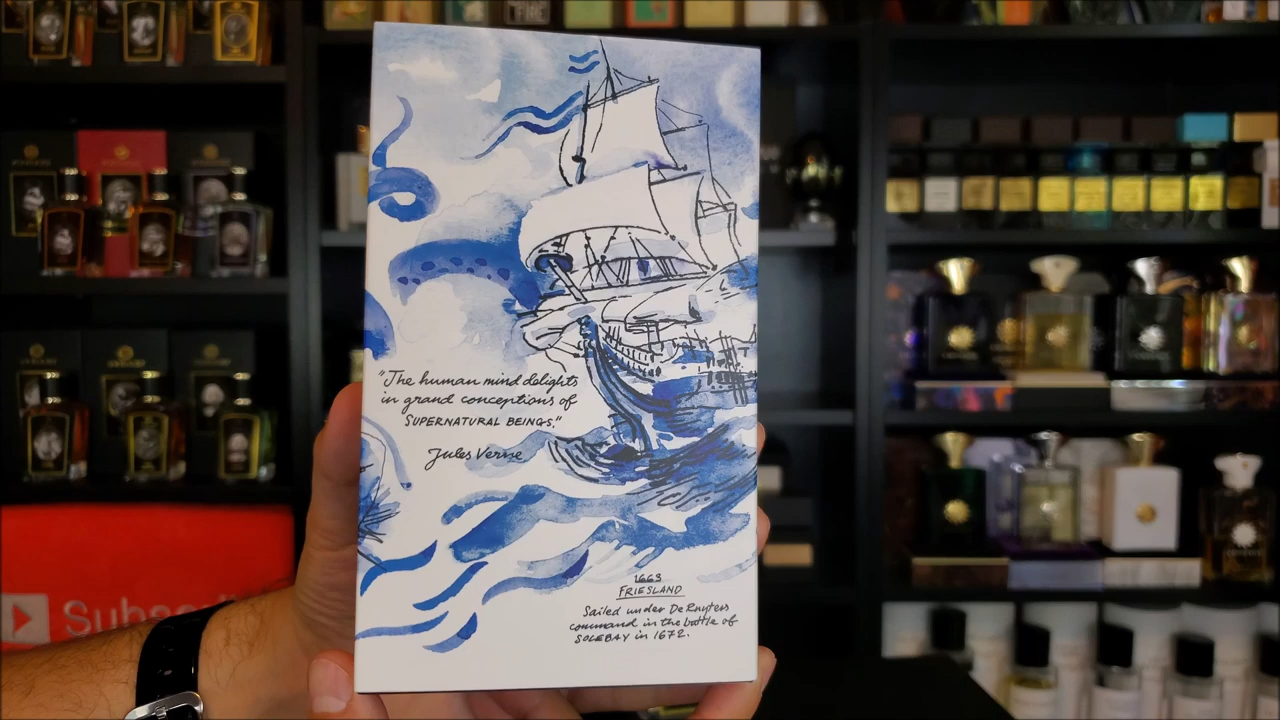 "The human mind delights
in grand conceptions of
SUPERNATURAL BEINGS."
Jules Verne
1663
FRIESLAND
Sailed under De Ruyters
command in the battle of
SOLEBAY in 1672.